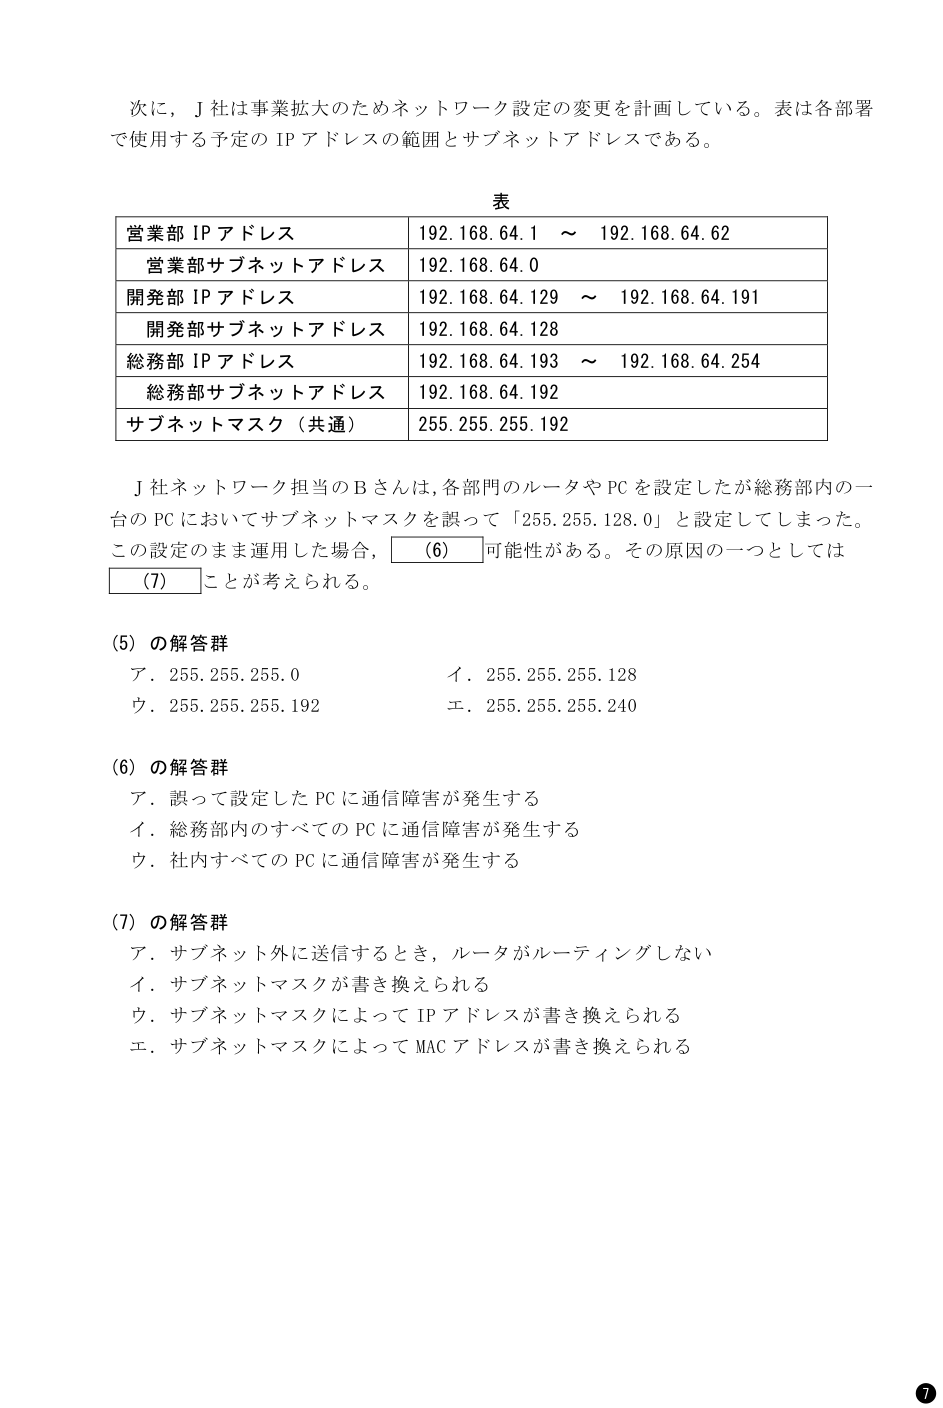 次に，Ｊ社は事業拡大のためネットワーク設定の変更を計画している。表は各部署
で使用する予定の IP アドレスの範囲とサブネットアドレスである。
表
営業部 IP アドレス 192.168.64.1 ～ 192.168.64.62
営業部サブネットアドレス 192.168.64.0
開発部 IP アドレス 192.168.64.129 ～ 192.168.64.191
開発部サブネットアドレス 192.168.64.128
総務部 IP アドレス 192.168.64.193 ～ 192.168.64.254
総務部サブネットアドレス 192.168.64.192
サブネットマスク（共通） 255.255.255.192
Ｊ社ネットワーク担当のＢさんは,各部門のルータや PC を設定したが総務部内の一
台の PC においてサブネットマスクを誤って「255.255.128.0」と設定してしまった。
この設定のまま運用した場合， (6) 可能性がある。その原因の一つとしては
(7) ことが考えられる。
(5) の解答群
ア．255.255.255.0 イ．255.255.255.128
ウ．255.255.255.192 エ．255.255.255.240
(6) の解答群
ア．誤って設定した PC に通信障害が発生する
イ．総務部内のすべての PC に通信障害が発生する
ウ．社内すべての PC に通信障害が発生する
(7) の解答群
ア．サブネット外に送信するとき，ルータがルーティングしない
イ．サブネットマスクが書き換えられる
ウ．サブネットマスクによって IP アドレスが書き換えられる
エ．サブネットマスクによって MAC アドレスが書き換えられる
7